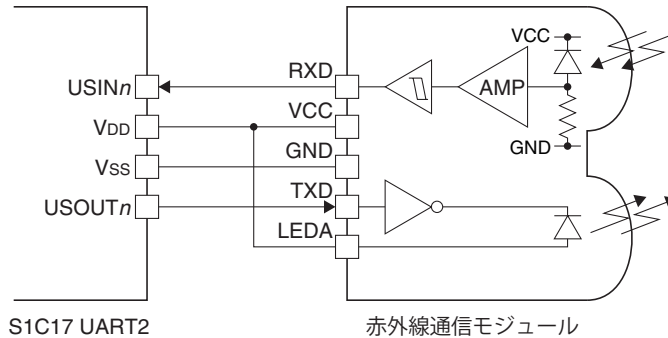 USINn
VDD
VSS
USOUTn
S1C17 UART2
RXD
VCC
GND
TXD
LEDA
AMP
VCC
GND
赤外線通信モジュール